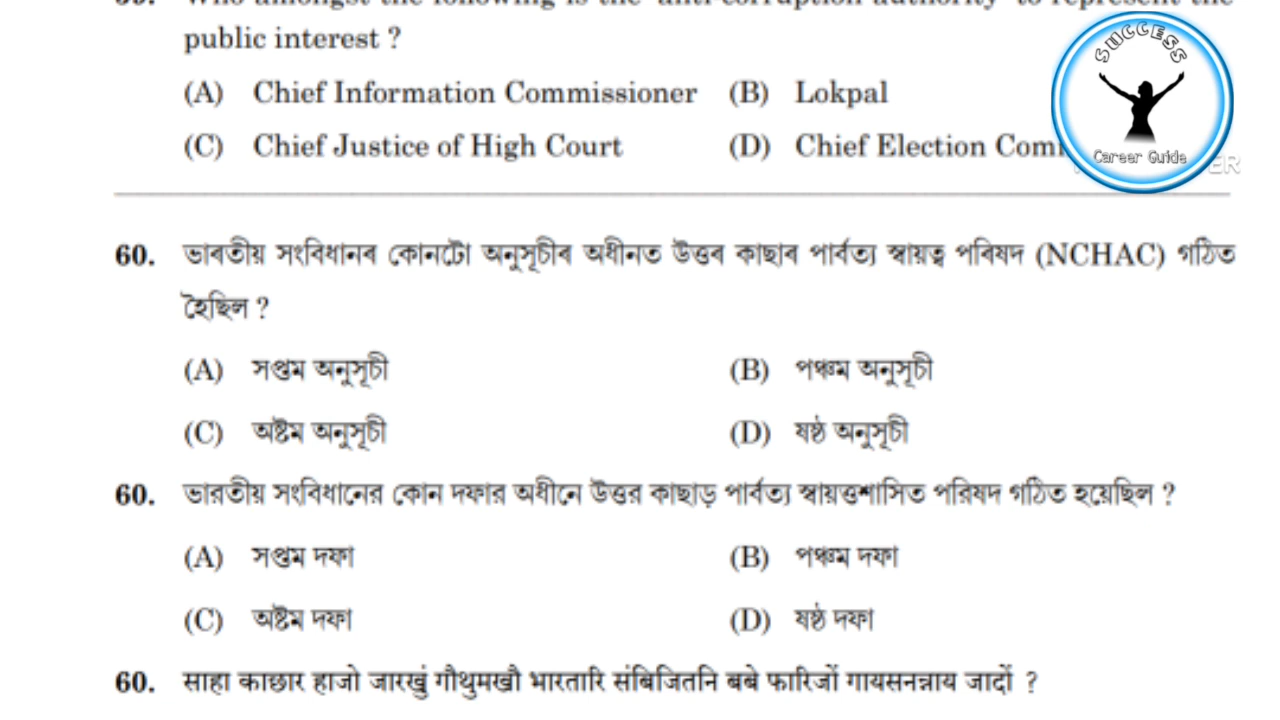 public interest ?
(A) Chief Information Commissioner (B) Lokpal
(C) Chief Justice of High Court (D) Chief Election
SUCCESS
Career Guide
ER
60. ভাৰতীয় সংবিধানৰ কোনটো অনুসূচীৰ অধীনত উত্তৰ কাছাৰ পাৰ্বত্য স্বায়ত্ব পৰিষদ (NCHAC) গঠিত
হৈছিল ?
(A) সপ্তম অনুসূচী (B) পঞ্চম অনুসূচী
(C) অষ্টম অনুসূচী (D) ষষ্ঠ অনুসূচী
60. ভারতীয় সংবিধানের কোন দফার অধীনে উত্তর কাছাড় পার্বত্য স্বায়ত্তশাসিত পরিষদ গঠিত হয়েছিল ?
(A) সপ্তম দফা (B) পঞ্চম দফা
(C) অষ্টম দফা (D) ষষ্ঠ দফা
60. साहा काछार हाजो जारखुं गौथुमखौ भारतारि संबिजितनि बबे फारिजों गायसनन्नाय जादों ?